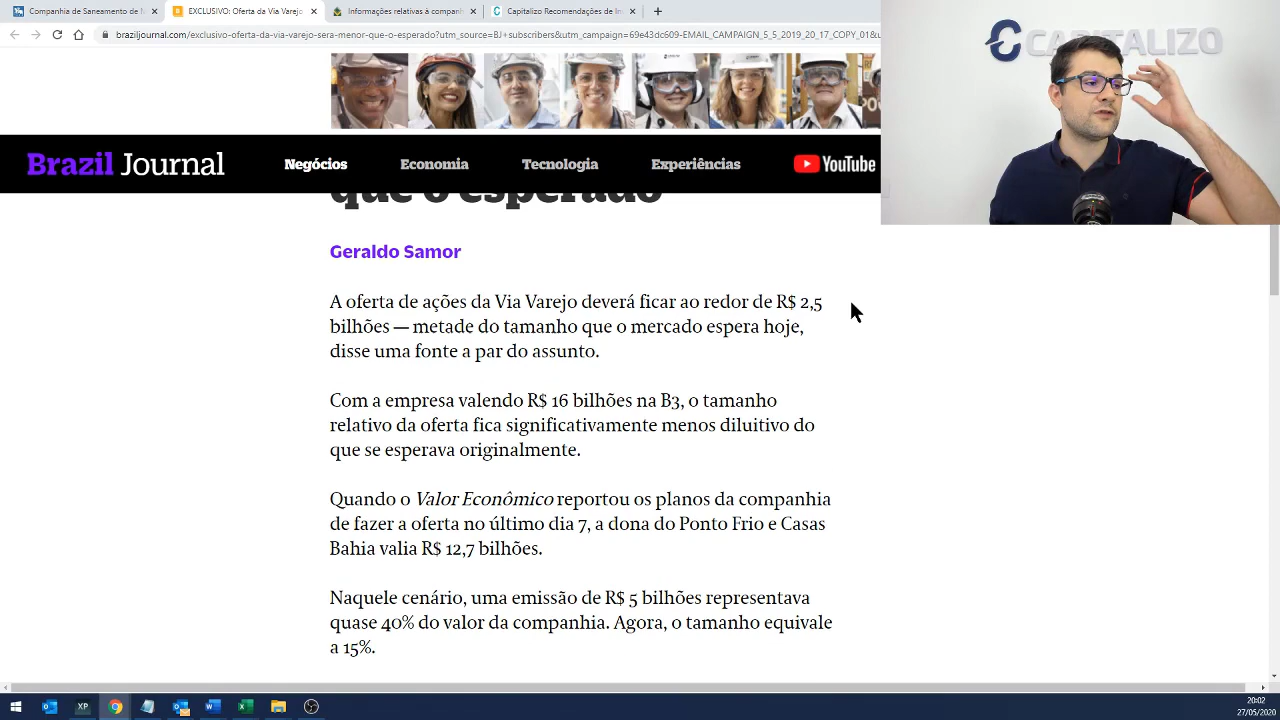 Companhia de Saneamento de M
EXCLUSIVO: Oferta da Via Varejo
Informações relativas à companh
Capitalizo Recomendações de In
braziljournal.com/exclusivo-oferta-da-via-varejo-sera-menor-que-o-esperado?utm_source=BJ+subscribers&utm_campaign=69e43dc609-EMAIL_CAMPAIGN_5_5_2019_20_17_COPY_01&u
CAPITALIZO
Brazil Journal
Negócios
Economia
Tecnologia
Experiências
YouTube
que o esperado
Geraldo Samor
A oferta de ações da Via Varejo deverá ficar ao redor de R$ 2,5
bilhões — metade do tamanho que o mercado espera hoje,
disse uma fonte a par do assunto.
Com a empresa valendo R$ 16 bilhões na B3, o tamanho
relativo da oferta fica significativamente menos diluitivo do
que se esperava originalmente.
Quando o Valor Econômico reportou os planos da companhia
de fazer a oferta no último dia 7, a dona do Ponto Frio e Casas
Bahia valia R$ 12,7 bilhões.
Naquele cenário, uma emissão de R$ 5 bilhões representava
quase 40% do valor da companhia. Agora, o tamanho equivale
a 15%.
XP
20:02
27/05/2020